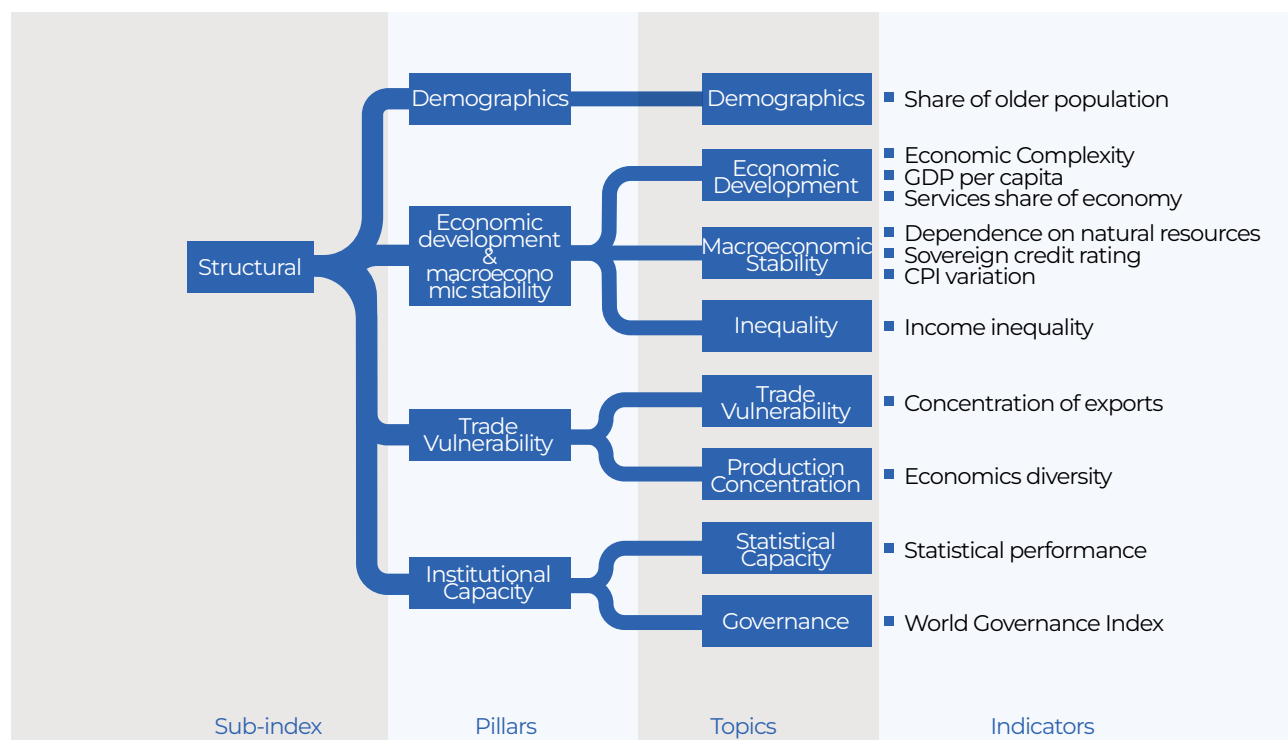 Structural
Demographics
Economic
development
&
macroecono
mic stability
Trade
Vulnerability
Institutional
Capacity
Demographics
Economic
Development
Macroeconomic
Stability
Inequality
Trade
Vulnerability
Production
Concentration
Statistical
Capacity
Governance
Share of older population
Economic Complexity
GDP per capita
Services share of economy
Dependence on natural resources
Sovereign credit rating
CPI variation
Income inequality
Concentration of exports
Economics diversity
Statistical performance
World Governance Index
Sub-index
Pillars
Topics
Indicators